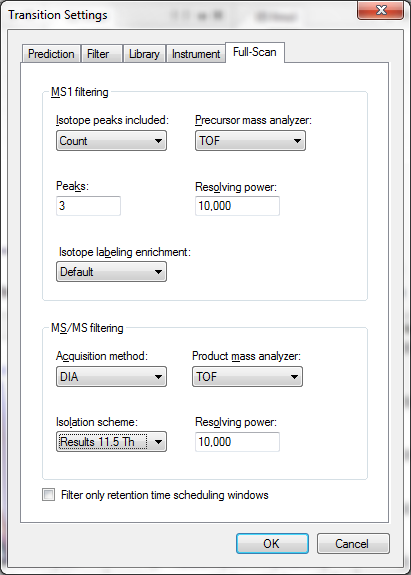 Transition Settings
Prediction Filter Library Instrument Full-Scan
MS1 filtering
Isotope peaks included: Precursor mass analyzer:
Count TOF
Peaks: Resolving power:
3 10,000
Isotope labeling enrichment:
Default
MS/MS filtering
Acquisition method: Product mass analyzer:
DIA TOF
Isolation scheme: Resolving power:
Results 11.5 Th 10,000
Filter only retention time scheduling windows
OK Cancel